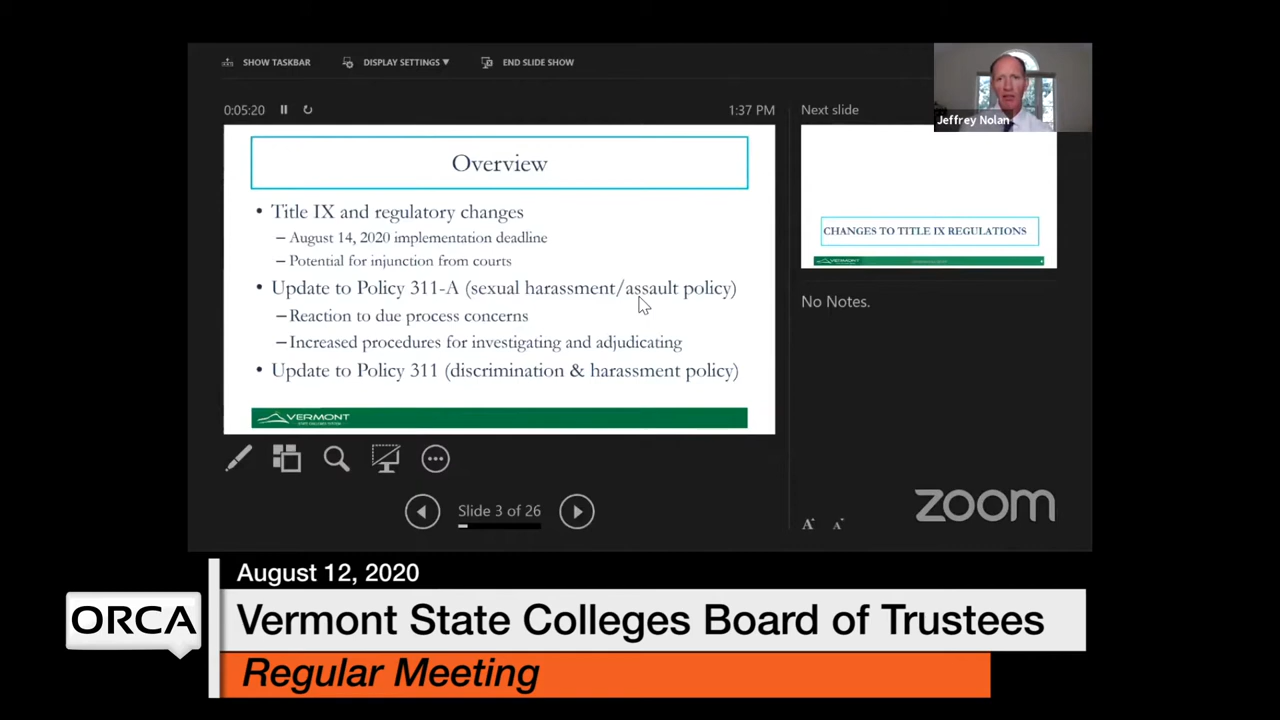 SHOW TASKBAR
DISPLAY SETTINGS ▼
END SLIDE SHOW
0:05:20
1:37 PM
Next slide
Jeffrey Nolan
Overview
• Title IX and regulatory changes
– August 14, 2020 implementation deadline
– Potential for injunction from courts
• Update to Policy 311-A (sexual harassment/assault policy)
– Reaction to due process concerns
– Increased procedures for investigating and adjudicating
• Update to Policy 311 (discrimination & harassment policy)
VERMONT
CHANGES TO TITLE IX REGULATIONS
VERMONT
No Notes.
Slide 3 of 26
A A
zoom
August 12, 2020
ORCA
Vermont State Colleges Board of Trustees
Regular Meeting